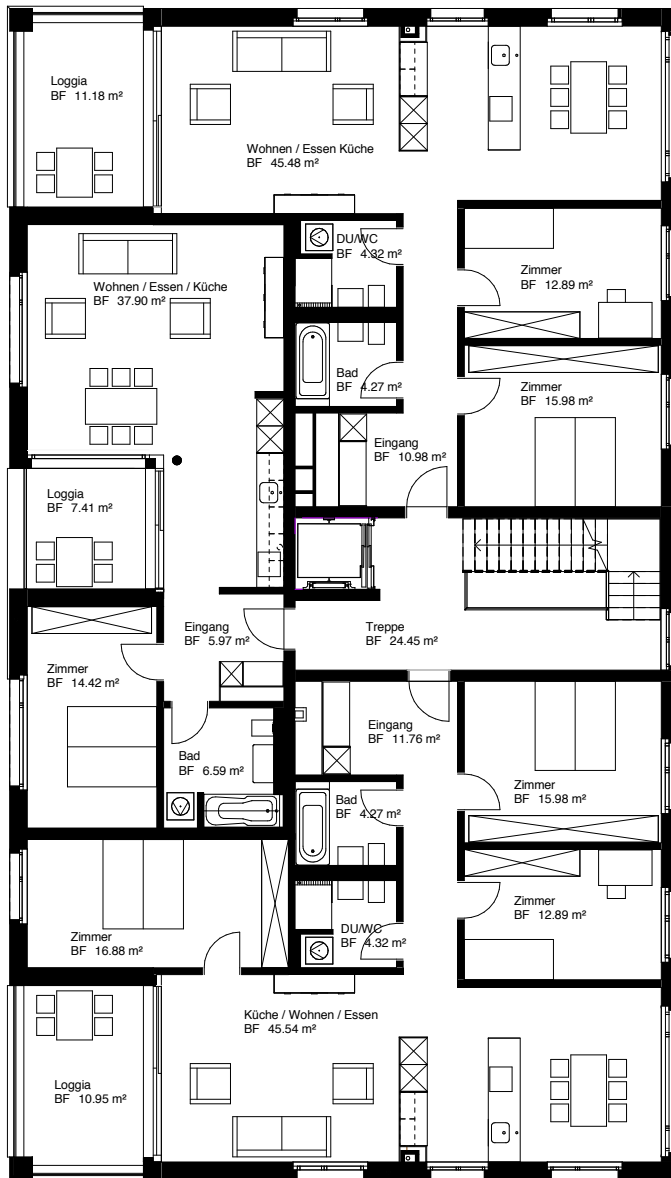 Loggia
BF 11.18 m²
Wohnen / Essen Küche
BF 45.48 m²
DU/WC
BF 4.32 m²
Zimmer
BF 12.89 m²
Wohnen / Essen / Küche
BF 37.90 m²
Bad
BF 4.27 m²
Zimmer
BF 15.98 m²
Eingang
BF 10.98 m²
Loggia
BF 7.41 m²
Eingang
BF 5.97 m²
Treppe
BF 24.45 m²
Zimmer
BF 14.42 m²
Eingang
BF 11.76 m²
Bad
BF 6.59 m²
Zimmer
BF 15.98 m²
Bad
BF 4.27 m²
Zimmer
BF 12.89 m²
DU/WC
BF 4.32 m²
Zimmer
BF 16.88 m²
Küche / Wohnen / Essen
BF 45.54 m²
Loggia
BF 10.95 m²